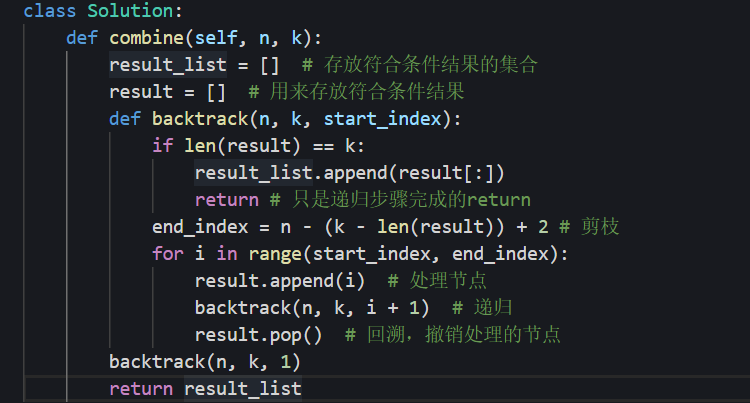 class Solution:
    def combine(self, n, k):
        result_list = []  # 存放符合条件结果的集合
        result = []  # 用来存放符合条件结果
        def backtrack(n, k, start_index):
            if len(result) == k:
                result_list.append(result[:])
                return # 只是递归步骤完成的return
            end_index = n - (k - len(result)) + 2 # 剪枝
            for i in range(start_index, end_index):
                result.append(i)  # 处理节点
                backtrack(n, k, i + 1)  # 递归
                result.pop()  # 回溯，撤销处理的节点
        backtrack(n, k, 1)
        return result_list